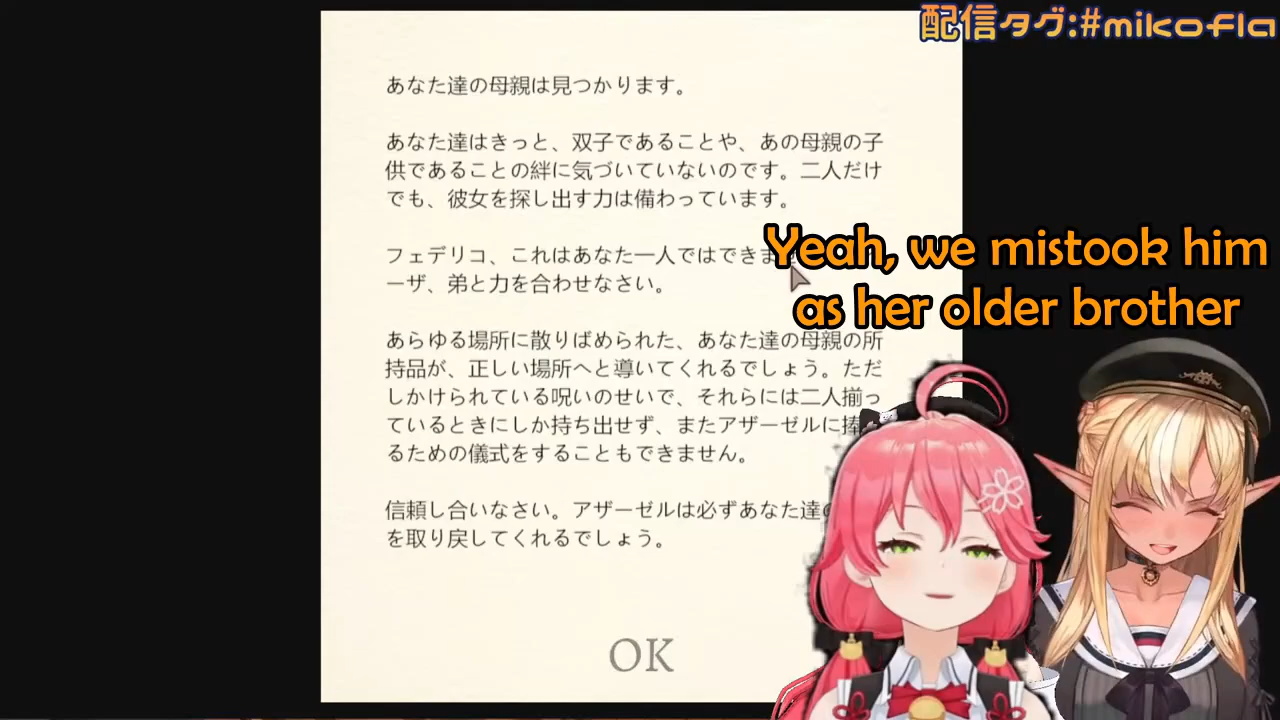 配信タグ:#mikofla
あなた達の母親は見つかります。
あなた達はきっと、双子であることや、あの母親の子
供であることの絆に気づいていないのです。二人だけ
でも、彼女を探し出す力は備わっています。
フェデリコ、これはあなた一人ではできま
ーザ、弟と力を合わせなさい。
Yeah, we mistook him
as her older brother
あらゆる場所に散りばめられた、あなた達の母親の所
持品が、正しい場所へと導いてくれるでしょう。ただ
しかけられている呪いのせいで、それらには二人揃っ
ているときにしか持ち出せず、またアザーゼルに捧
るための儀式をすることもできません。
信頼し合いなさい。アザーゼルは必ずあなた達
を取り戻してくれるでしょう。
OK